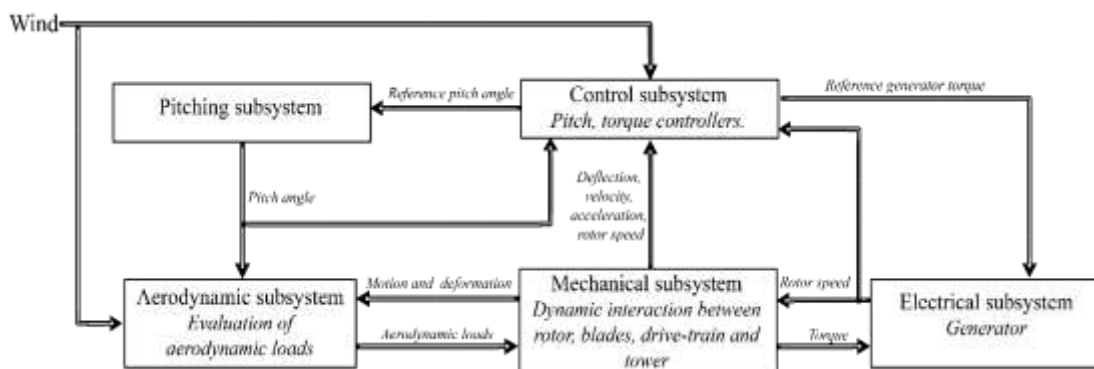 Wind
Pitching subsystem
Reference pitch angle
Control subsystem
Pitch, torque controllers.
Reference generator torque
Pitch angle
Deflection,
velocity,
acceleration,
rotor speed
Aerodynamic subsystem
Evaluation of
aerodynamic loads
Motion and deformation
Aerodynamic loads
Mechanical subsystem
Dynamic interaction between
rotor, blades, drive-train and
tower
Rotor speed
Torque
Electrical subsystem
Generator